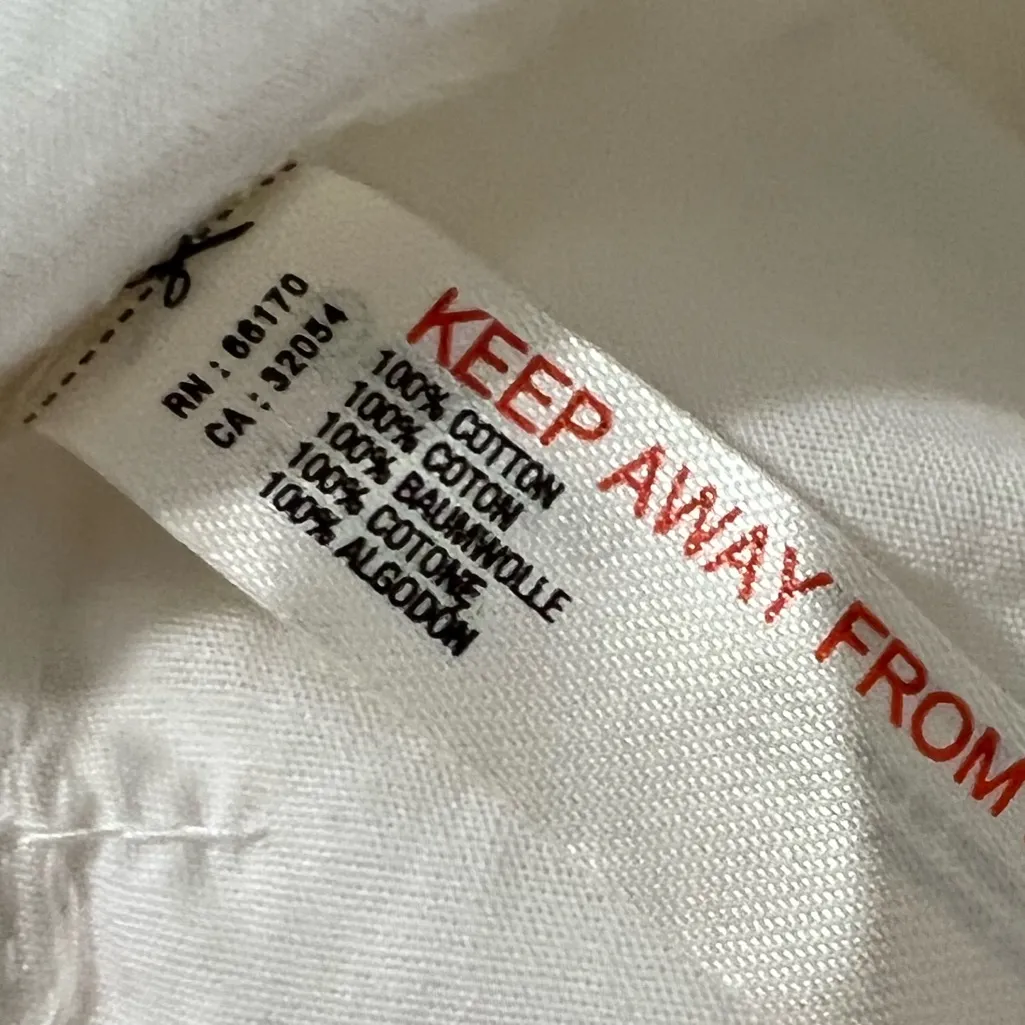 RN : 66170
CA : 32054
KEEP AWAY FROM
100% COTTON
100% COTON
100% BAUMWOLLE
100% COTONE
100% ALGODÓN